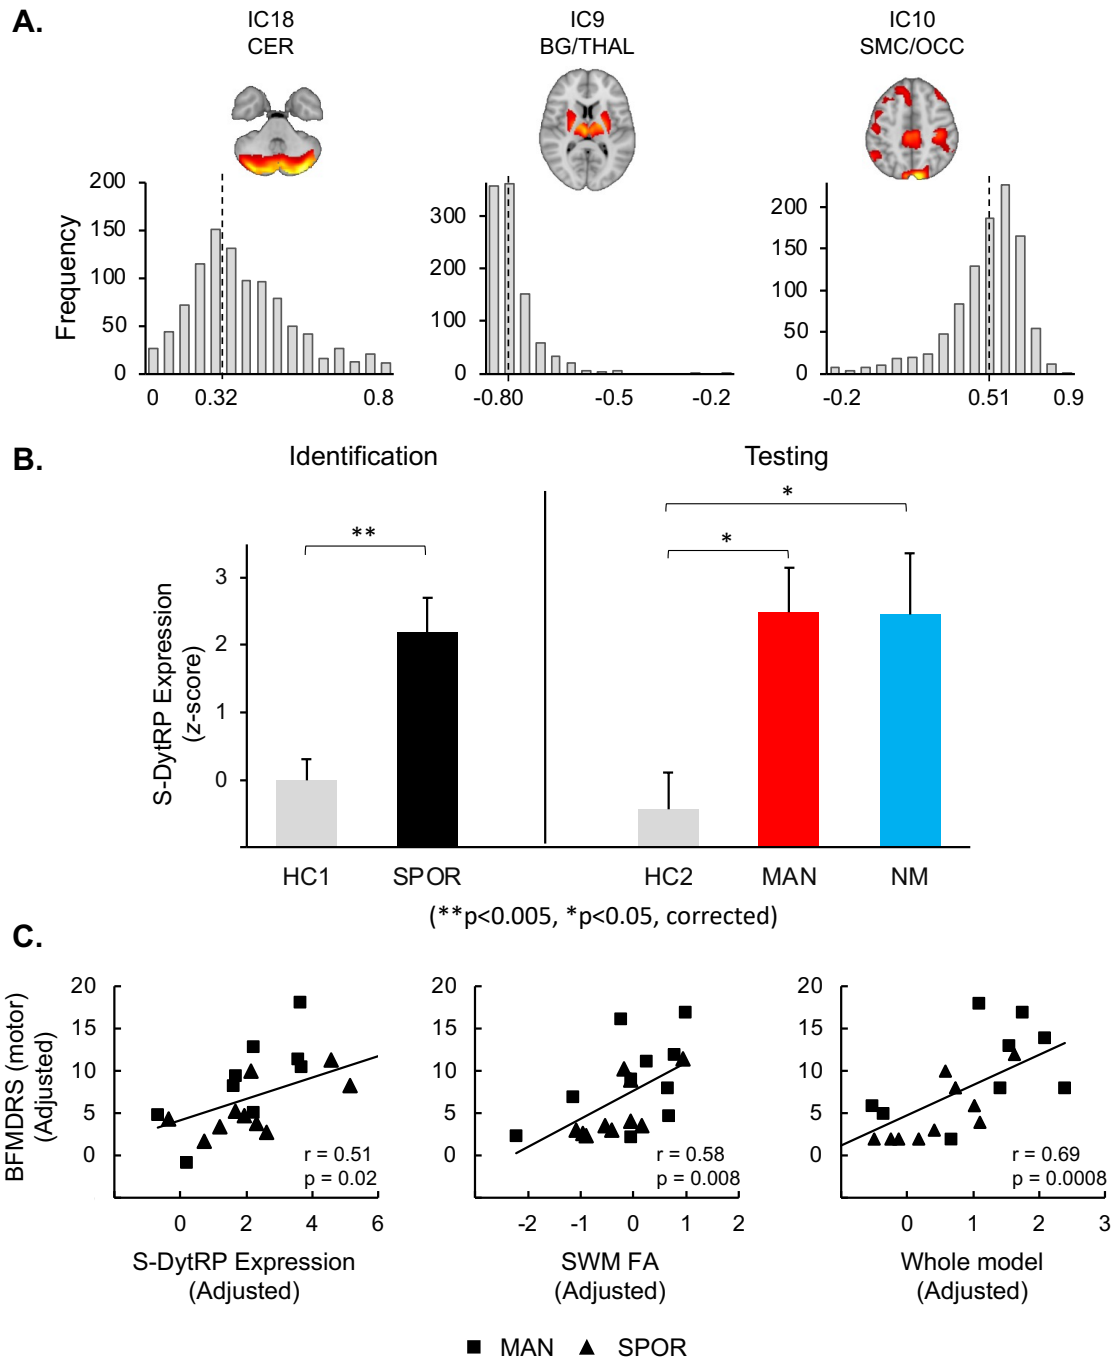 A.
IC18
CER
IC9
BG/THAL
IC10
SMC/OCC
Frequency
200
150
100
50
0
0 0.32 0.8
300
200
100
0
-0.80 -0.5 -0.2
200
150
100
50
0
-0.2 0.51 0.9
B.
Identification
Testing
S-DytRP Expression
(z-score)
3
2
1
0
**
*
*
HC1 SPOR HC2 MAN NM
(**p<0.005, *p<0.05, corrected)
C.
BFMDRS (motor)
(Adjusted)
20
15
10
5
0
r = 0.51
p = 0.02
0 2 4 6
S-DytRP Expression
(Adjusted)
20
15
10
5
0
r = 0.58
p = 0.008
-2 -1 0 1 2
SWM FA
(Adjusted)
20
15
10
5
0
r = 0.69
p = 0.0008
0 1 2 3
Whole model
(Adjusted)
■ MAN ▲ SPOR